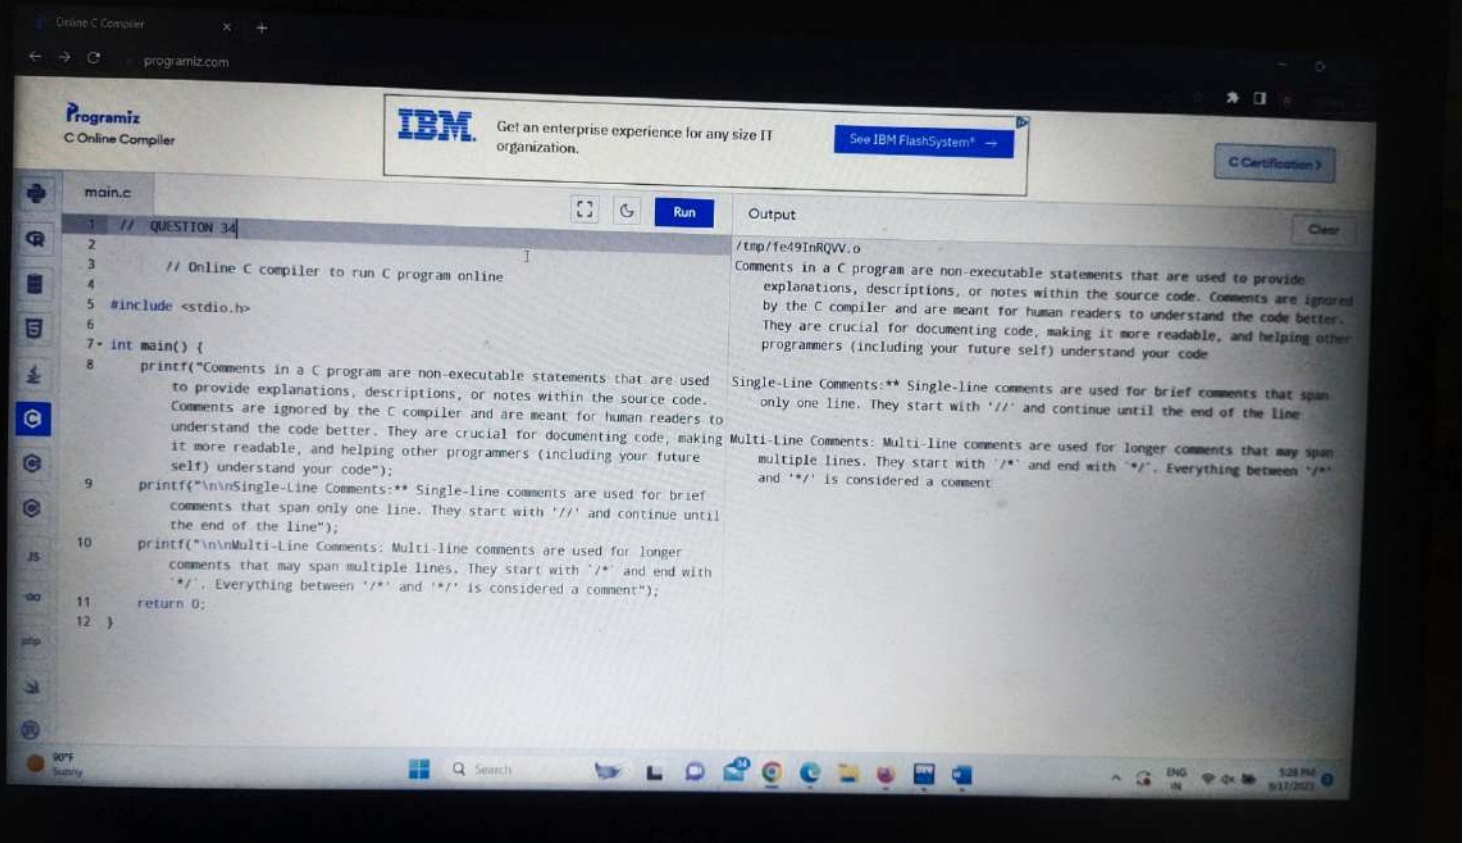 Online C Compiler
programiz.com
Programiz
C Online Compiler
IBM.
Get an enterprise experience for any size IT
organization.
See IBM FlashSystem® →
C Certification >
main.c
Run
Output
Clear
1 // QUESTION 34
2
3 // Online C compiler to run C program online
4
5 #include <stdio.h>
6
7 int main() {
8 printf("Comments in a C program are non-executable statements that are used
to provide explanations, descriptions, or notes within the source code.
Comments are ignored by the C compiler and are meant for human readers to
understand the code better. They are crucial for documenting code, making
it more readable, and helping other programmers (including your future
self) understand your code");
9 printf("\n\nSingle-Line Comments:** Single-line comments are used for brief
comments that span only one line. They start with '//' and continue until
the end of the line");
10 printf("\n\nMulti-Line Comments: Multi-line comments are used for longer
comments that may span multiple lines. They start with `/*` and end with
`*/`. Everything between '/*' and '*/' is considered a comment");
11 return 0;
12 }
/tmp/fe49InRQVV.o
Comments in a C program are non-executable statements that are used to provide
explanations, descriptions, or notes within the source code. Comments are ignored
by the C compiler and are meant for human readers to understand the code better.
They are crucial for documenting code, making it more readable, and helping other
programmers (including your future self) understand your code
Single-Line Comments:** Single-line comments are used for brief comments that span
only one line. They start with '//' and continue until the end of the line
Multi-Line Comments: Multi-line comments are used for longer comments that may span
multiple lines. They start with `/*` and end with `*/`. Everything between '/*'
and '*/' is considered a comment
JS
GO
php
90°F
Sunny
Search
34
DEV
ENG
IN
5:28 PM